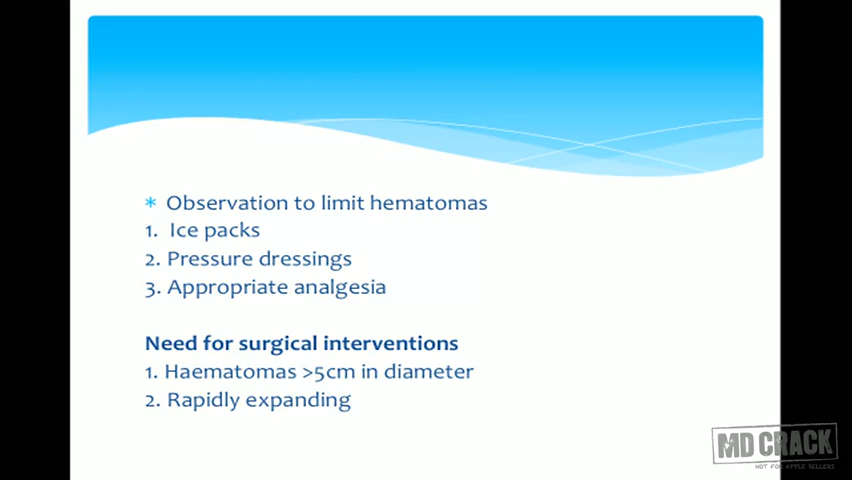 * Observation to limit hematomas
1. Ice packs
2. Pressure dressings
3. Appropriate analgesia
Need for surgical interventions
1. Haematomas >5cm in diameter
2. Rapidly expanding
MD CRACK
NOT FOR APPLE SELLERS